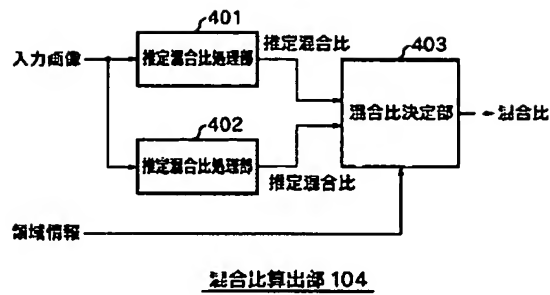 401
推定混合比
403
入力画像
推定混合比処理部
402
混合比決定部
混合比
推定混合比処理部
推定混合比
領域情報
混合比算出部 104